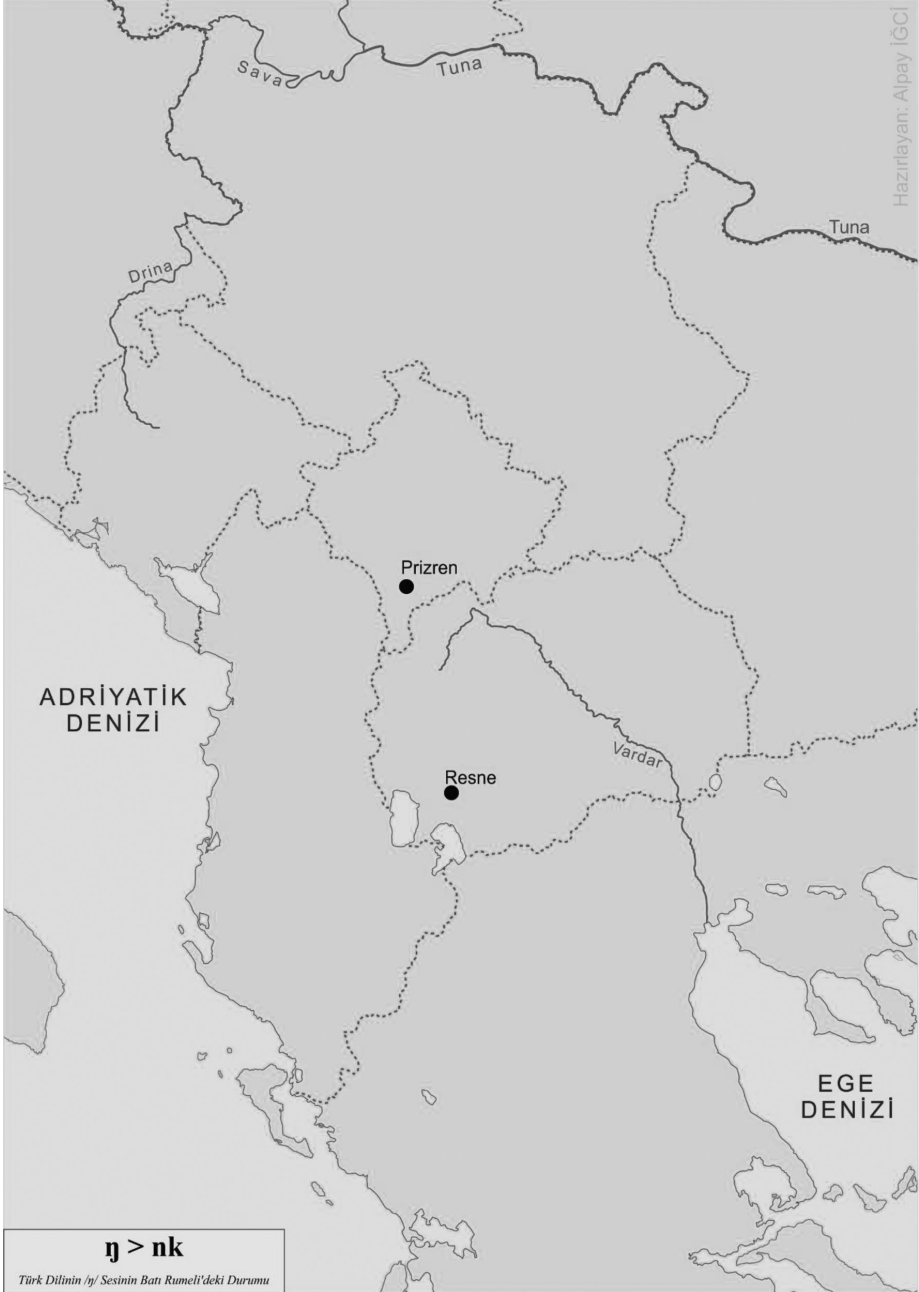 Sava
Tuna
Hazırlayan: Alpay İĞCİ
Tuna
Drina
Prizren
ADRİYATİK
DENİZİ
Vardar
Resne
EGE
DENİZİ
ŋ > nk
Türk Dilinin /ŋ/ Sesinin Batı Rumeli'deki Durumu